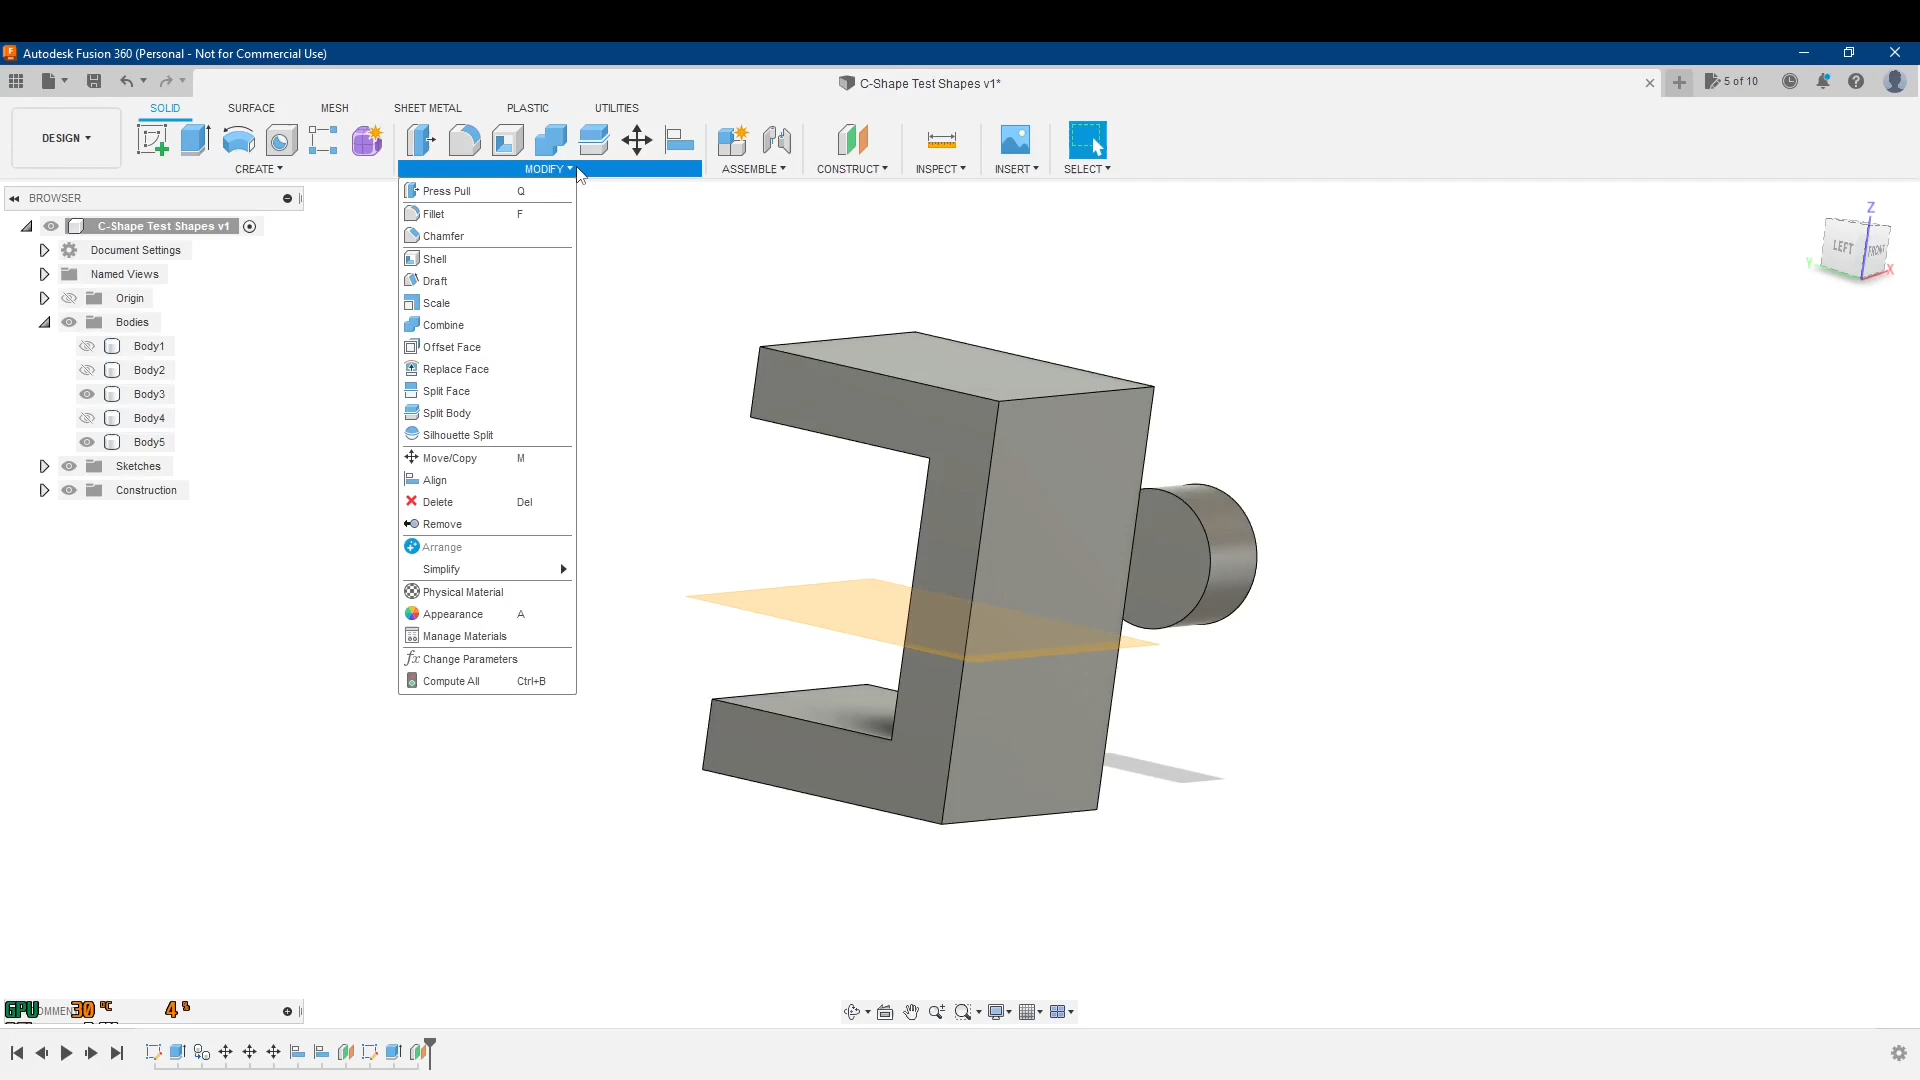 Autodesk Fusion 360 (Personal - Not for Commercial Use)
C-Shape Test Shapes v1*
5 of 10
SOLID
SURFACE
MESH
SHEET METAL
PLASTIC
UTILITIES
DESIGN
CREATE
MODIFY
ASSEMBLE
CONSTRUCT
INSPECT
INSERT
SELECT
BROWSER
C-Shape Test Shapes v1
Document Settings
Named Views
Origin
Bodies
Body1
Body2
Body3
Body4
Body5
Sketches
Construction
Press Pull Q
Fillet F
Chamfer
Shell
Draft
Scale
Combine
Offset Face
Replace Face
Split Face
Split Body
Silhouette Split
Move/Copy M
Align
Delete Del
Remove
Arrange
Simplify
Physical Material
Appearance A
Manage Materials
fx Change Parameters
Compute All Ctrl+B
Z
LEFT
FRONT
Y
X
GPU 30 °C 4 %